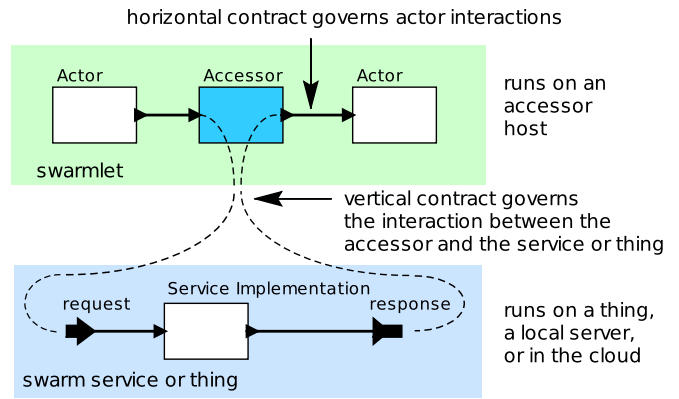 horizontal contract governs actor interactions
Actor
Accessor
Actor
runs on an
accessor
host
swarmlet
vertical contract governs
the interaction between the
accessor and the service or thing
Service Implementation
request
response
runs on a thing,
a local server,
or in the cloud
swarm service or thing